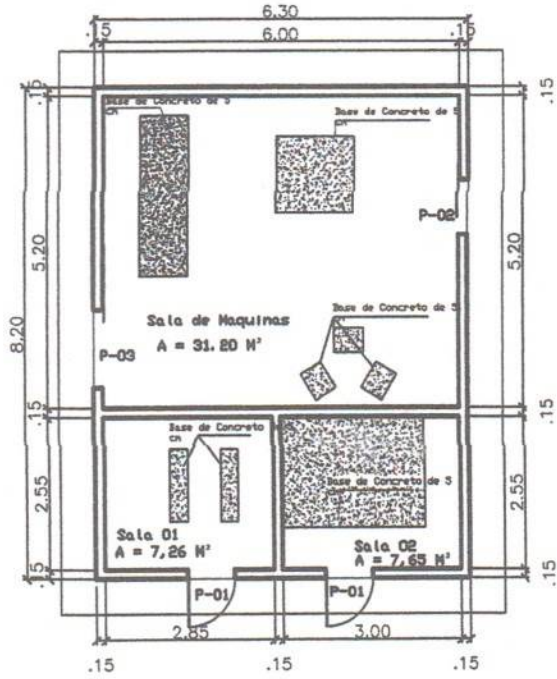 6.30
.15
6.00
.15
.15
.15
Base de Concreto de 5
cm
Base de Concreto de 5
cm
P-02
5.20
5.20
8.20
Base de Concreto de 5
Sala de Maquinas
A = 31.20 M²
P-03
.15
.15
Base de Concreto
cm
Base de Concreto de 5
2.55
2.55
Sala 01
A = 7,26 M²
Sala 02
A = 7,65 M²
.15
.15
P-01
P-01
2.85
3.00
.15
.15
.15